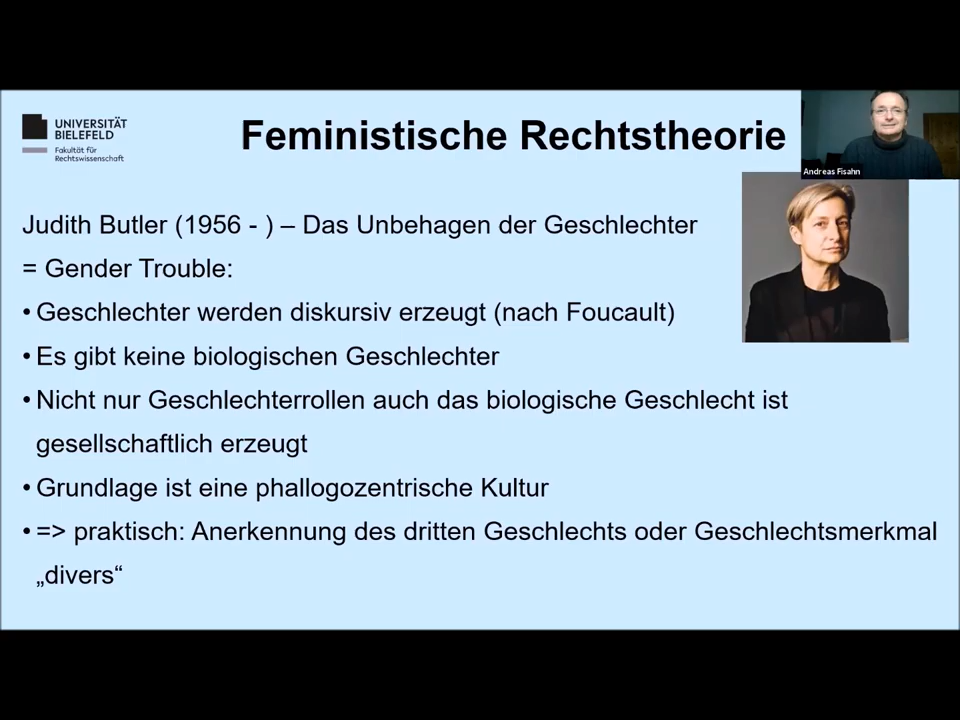 UNIVERSITÄT
BIELEFELD
Fakultät für
Rechtswissenschaft
Feministische Rechtstheorie
Andreas Fisahn
Judith Butler (1956 - ) – Das Unbehagen der Geschlechter
= Gender Trouble:
• Geschlechter werden diskursiv erzeugt (nach Foucault)
• Es gibt keine biologischen Geschlechter
• Nicht nur Geschlechterrollen auch das biologische Geschlecht ist
gesellschaftlich erzeugt
• Grundlage ist eine phallogozentrische Kultur
• => praktisch: Anerkennung des dritten Geschlechts oder Geschlechtsmerkmal
„divers“